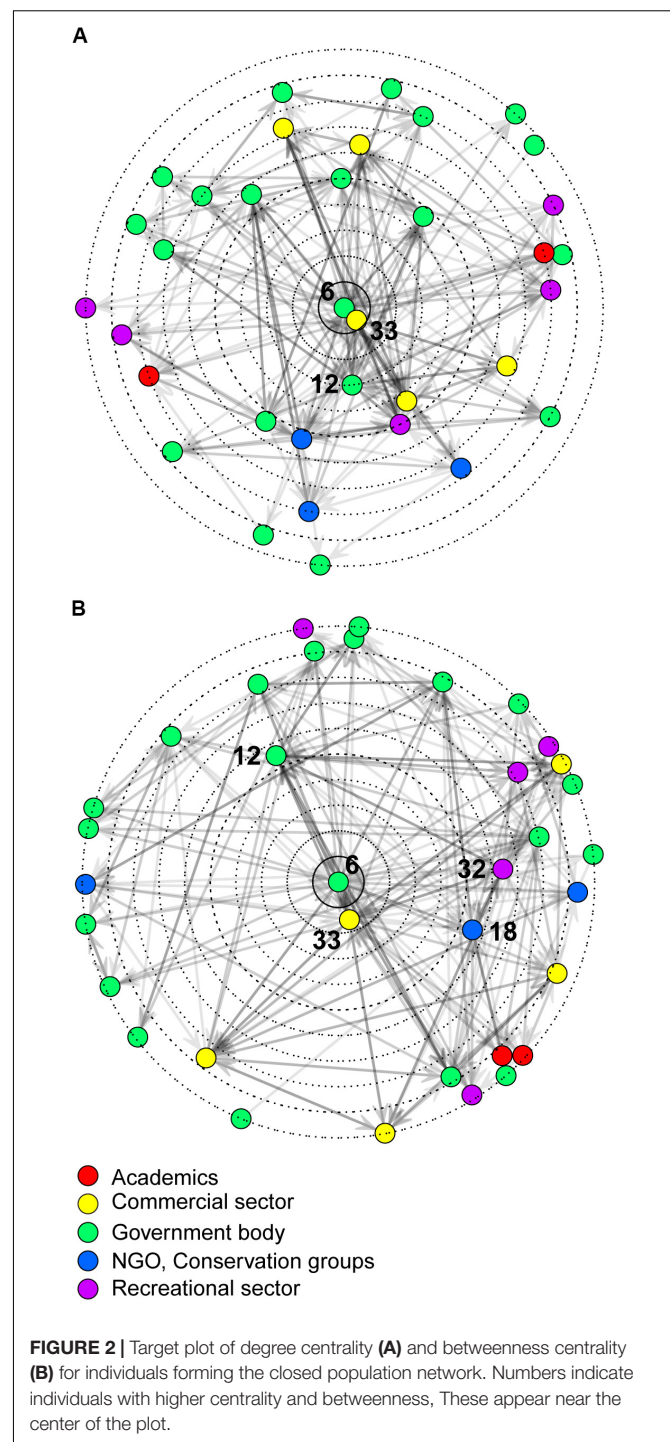 A
6
33
12
B
12
6
32
33
18
Academics
Commercial sector
Government body
NGO, Conservation groups
Recreational sector
FIGURE 2 | Target plot of degree centrality (A) and betweenness centrality
(B) for individuals forming the closed population network. Numbers indicate
individuals with higher centrality and betweenness, These appear near the
center of the plot.